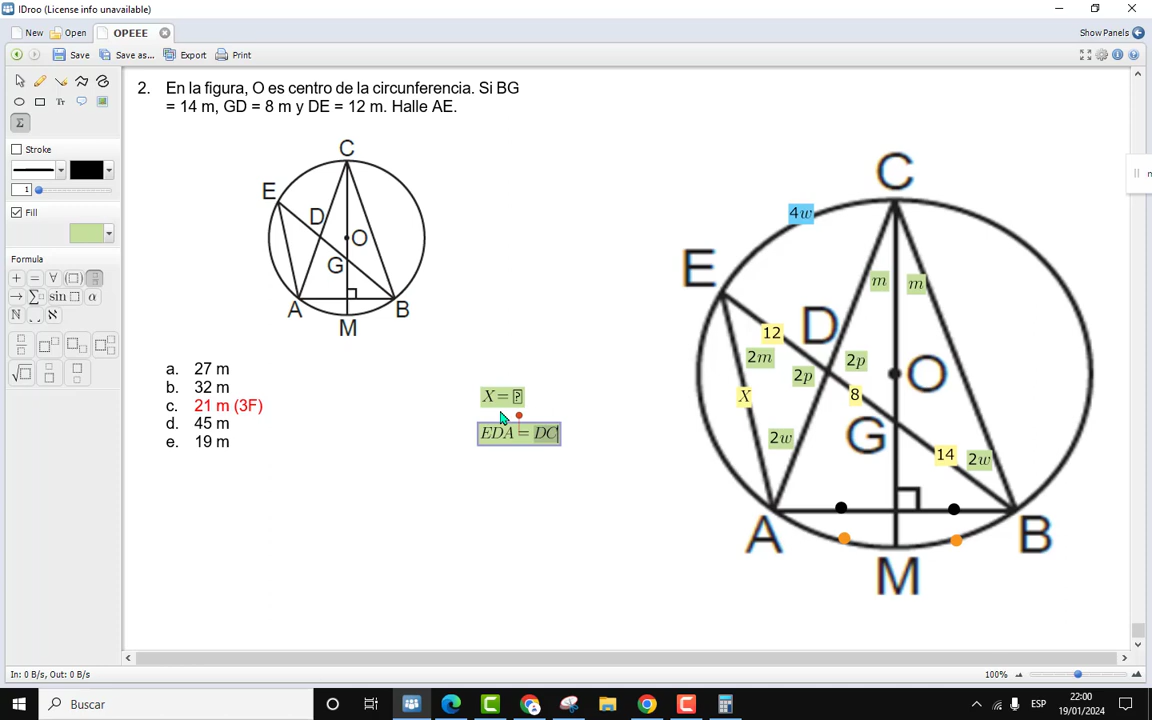 IDroo (License info unavailable)
New
Open
OPEEE
Show Panels
Save
Save as...
Export
Print
Stroke
1
Fill
Formula
+ = ∀
→ ∑ sin α
ℕ ℵ
2. En la figura, O es centro de la circunferencia. Si BG
= 14 m, GD = 8 m y DE = 12 m. Halle AE.
C
E
D
O
G
A
B
M
a. 27 m
b. 32 m
c. 21 m (3F)
d. 45 m
e. 19 m
X = ?
EDA = DC
C
4w
E
m
m
D
12
2m
2p
2p
O
X
8
G
2w
14
2w
A
B
M
In: 0 B/s, Out: 0 B/s
100%
Buscar
ESP
22:00
19/01/2024